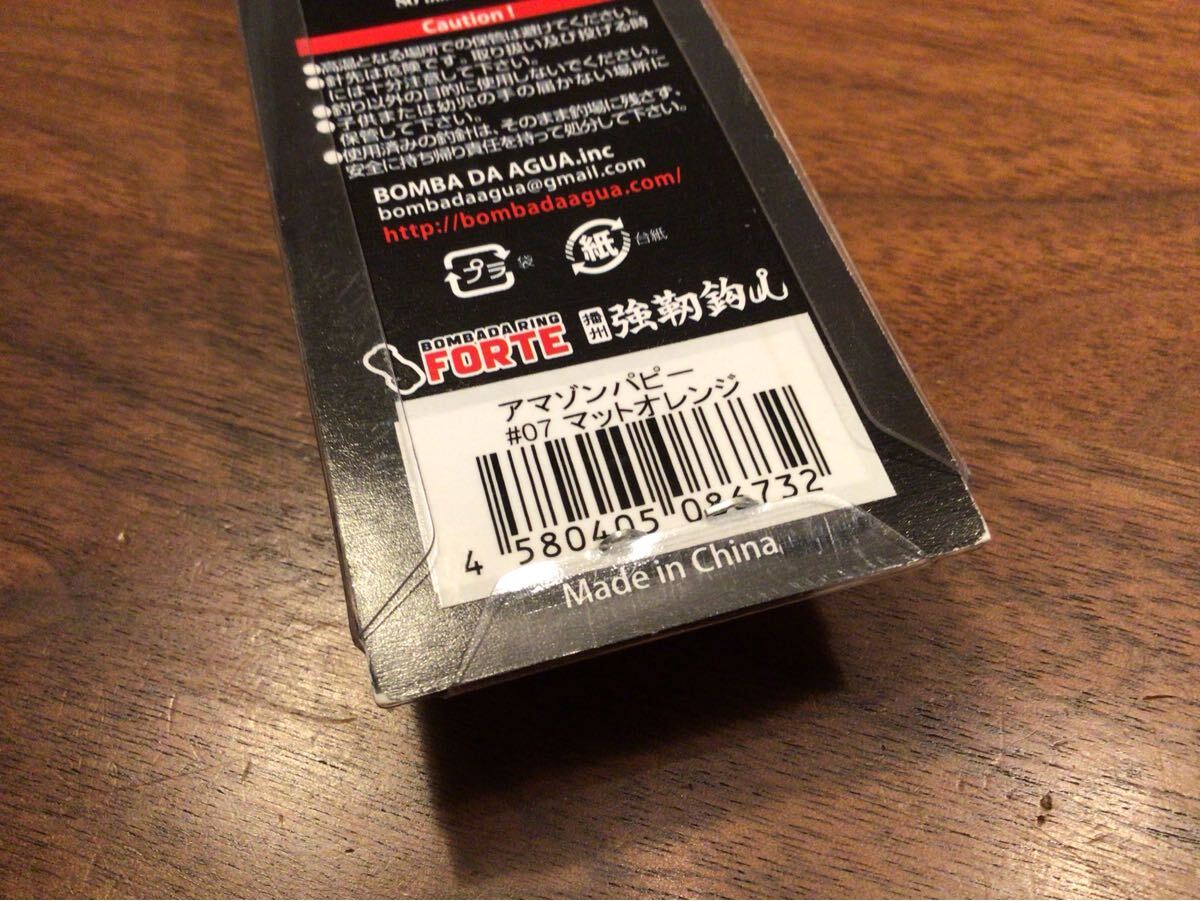 Caution !
●高温となる場所での保管は避けてください。
●針先は危険です。取り扱い及び投げる時
には十分注意して下さい。
●釣り以外の目的に使用しないでください。
●子供または幼児の手の届かない場所に
保管して下さい。
●使用済みの釣針は、そのまま釣場に残さず、
安全に持ち帰り責任を持って処分して下さい。
BOMBA DA AGUA.inc
bombadaagua@gmail.com
http://bombadaagua.com/
プラ 袋 紙 台紙
BOMBADA RING
FORTE
播州 強靭鈎
アマゾンパピー
#07 マットオレンジ
4 580405 086732
Made in China